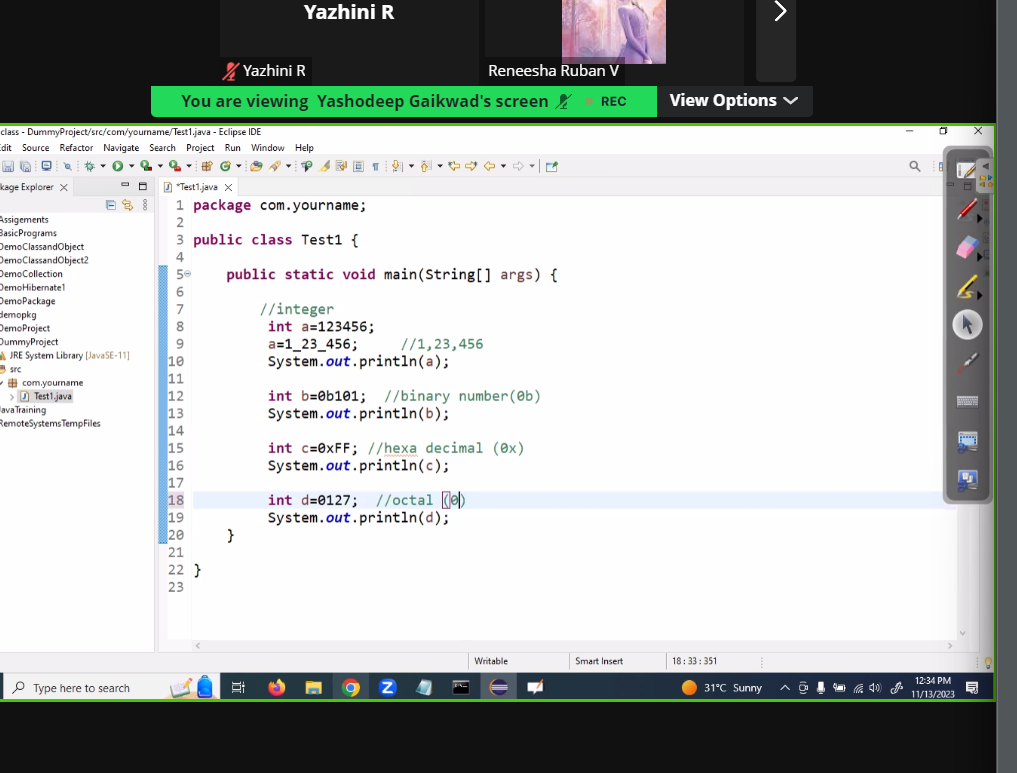 Yazhini R
Yazhini R
Reneesha Ruban V
You are viewing Yashodeep Gaikwad's screen
REC
View Options
class - DummyProject/src/com/yourname/Test1.java - Eclipse IDE
dit Source Refactor Navigate Search Project Run Window Help
kage Explorer
*Test1.java
Assigements
BasicPrograms
DemoClassandObject
DemoClassandObject2
DemoCollection
DemoHibernate1
DemoPackage
demopkg
DemoProject
DummyProject
JRE System Library [JavaSE-11]
src
com.yourname
Test1.java
avaTraining
RemoteSystemsTempFiles
1 package com.yourname;
2
3 public class Test1 {
4
5 public static void main(String[] args) {
6
7 //integer
8 int a=123456;
9 a=1_23_456; //1,23,456
10 System.out.println(a);
11
12 int b=0b101; //binary number(0b)
13 System.out.println(b);
14
15 int c=0xFF; //hexa decimal (0x)
16 System.out.println(c);
17
18 int d=0127; //octal (0)
19 System.out.println(d);
20 }
21
22 }
23
Writable
Smart Insert
18 : 33 : 351
Type here to search
31°C Sunny
12:34 PM
11/13/2023